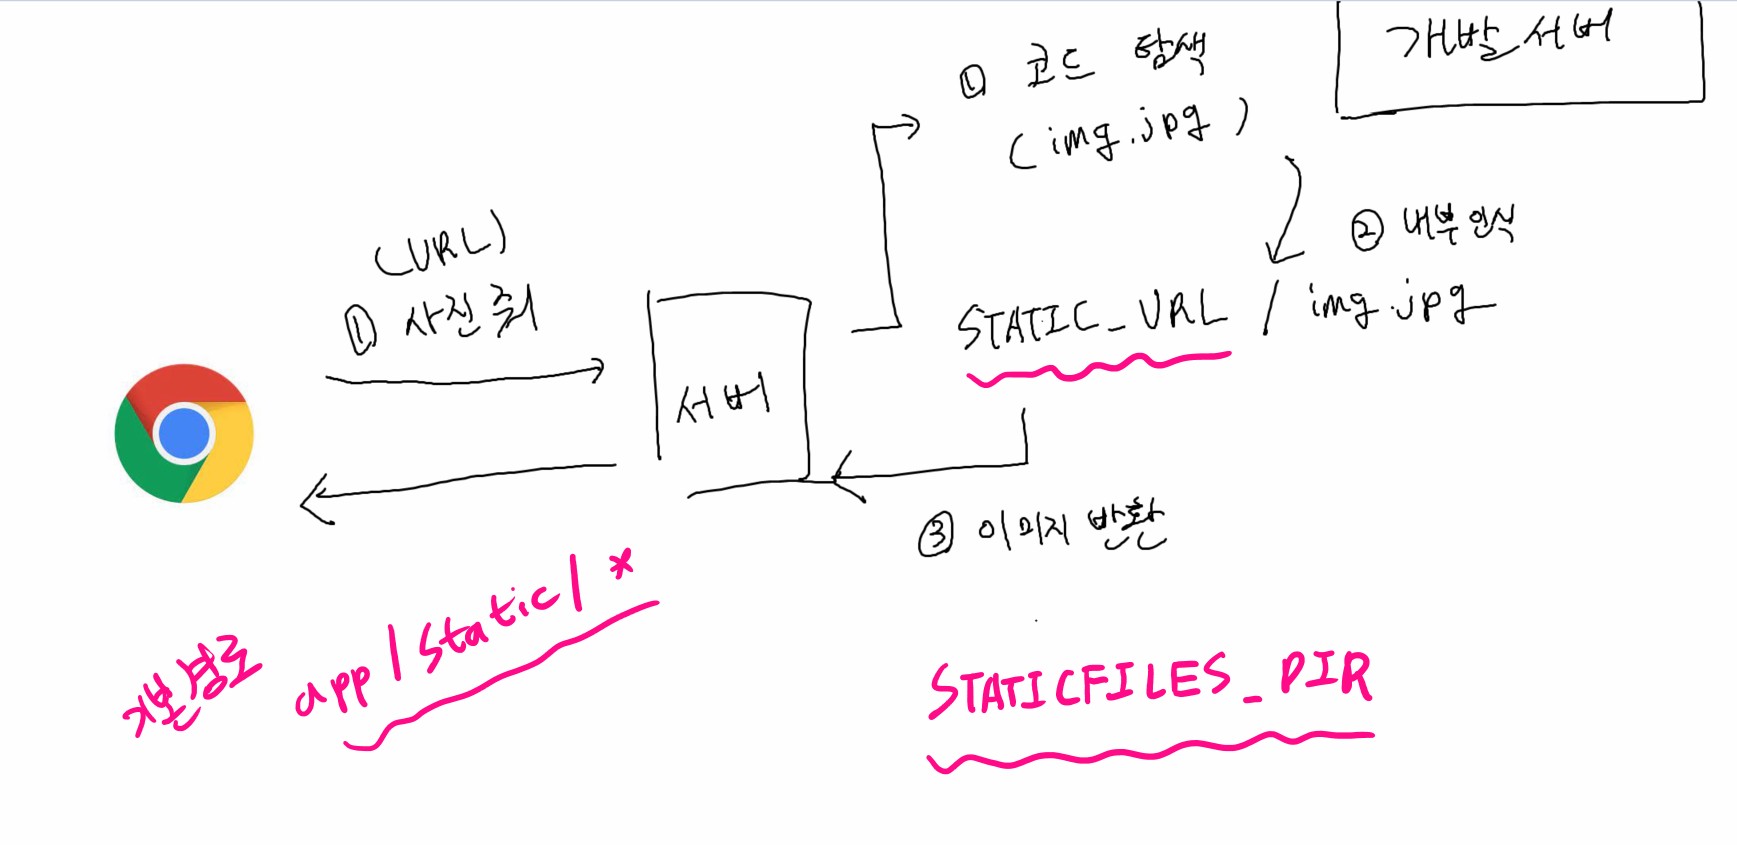 개발 서버
① 코드 탐색
(img.jpg)
② 내부 인식
STATIC_URL / img.jpg
(URL)
① 사진 줘
서버
③ 이미지 반환
기본 경로
app/static/*
STATICFILES_DIR